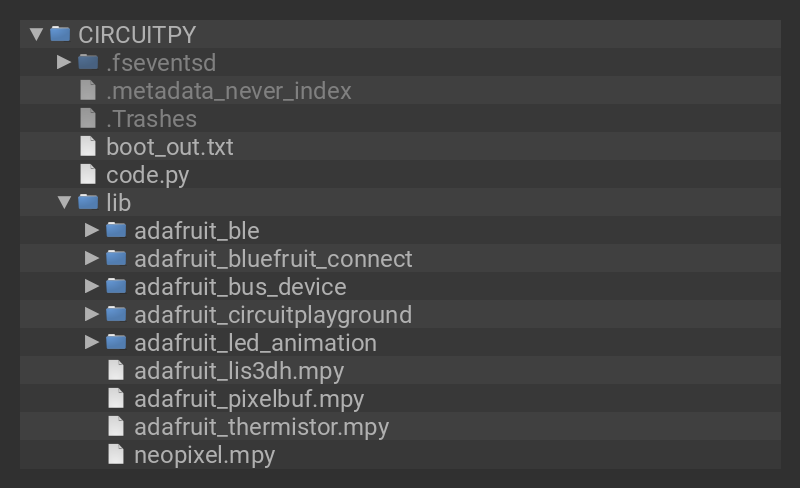 CIRCUITPY
.fseventsd
.metadata_never_index
.Trashes
boot_out.txt
code.py
lib
adafruit_ble
adafruit_bluefruit_connect
adafruit_bus_device
adafruit_circuitplayground
adafruit_led_animation
adafruit_lis3dh.mpy
adafruit_pixelbuf.mpy
adafruit_thermistor.mpy
neopixel.mpy